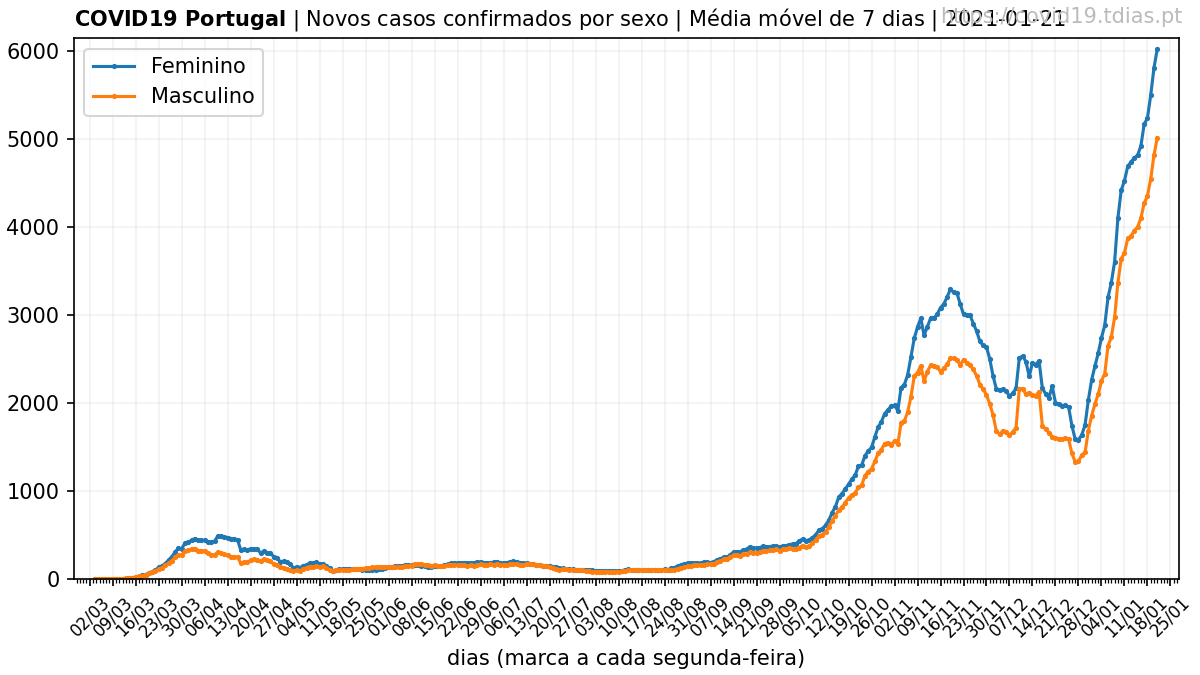 COVID19 Portugal | Novos casos confirmados por sexo | Média móvel de 7 dias | 2021-01-21
https://covid19.tdias.pt
Feminino
Masculino
6000
5000
4000
3000
2000
1000
0
02/03 09/03 16/03 23/03 30/03 06/04 13/04 20/04 27/04 04/05 11/05 18/05 25/05 01/06 08/06 15/06 22/06 29/06 06/07 13/07 20/07 27/07 03/08 10/08 17/08 24/08 31/08 07/09 14/09 21/09 28/09 05/10 12/10 19/10 26/10 02/11 09/11 16/11 23/11 30/11 07/12 14/12 21/12 28/12 04/01 11/01 18/01 25/01
dias (marca a cada segunda-feira)